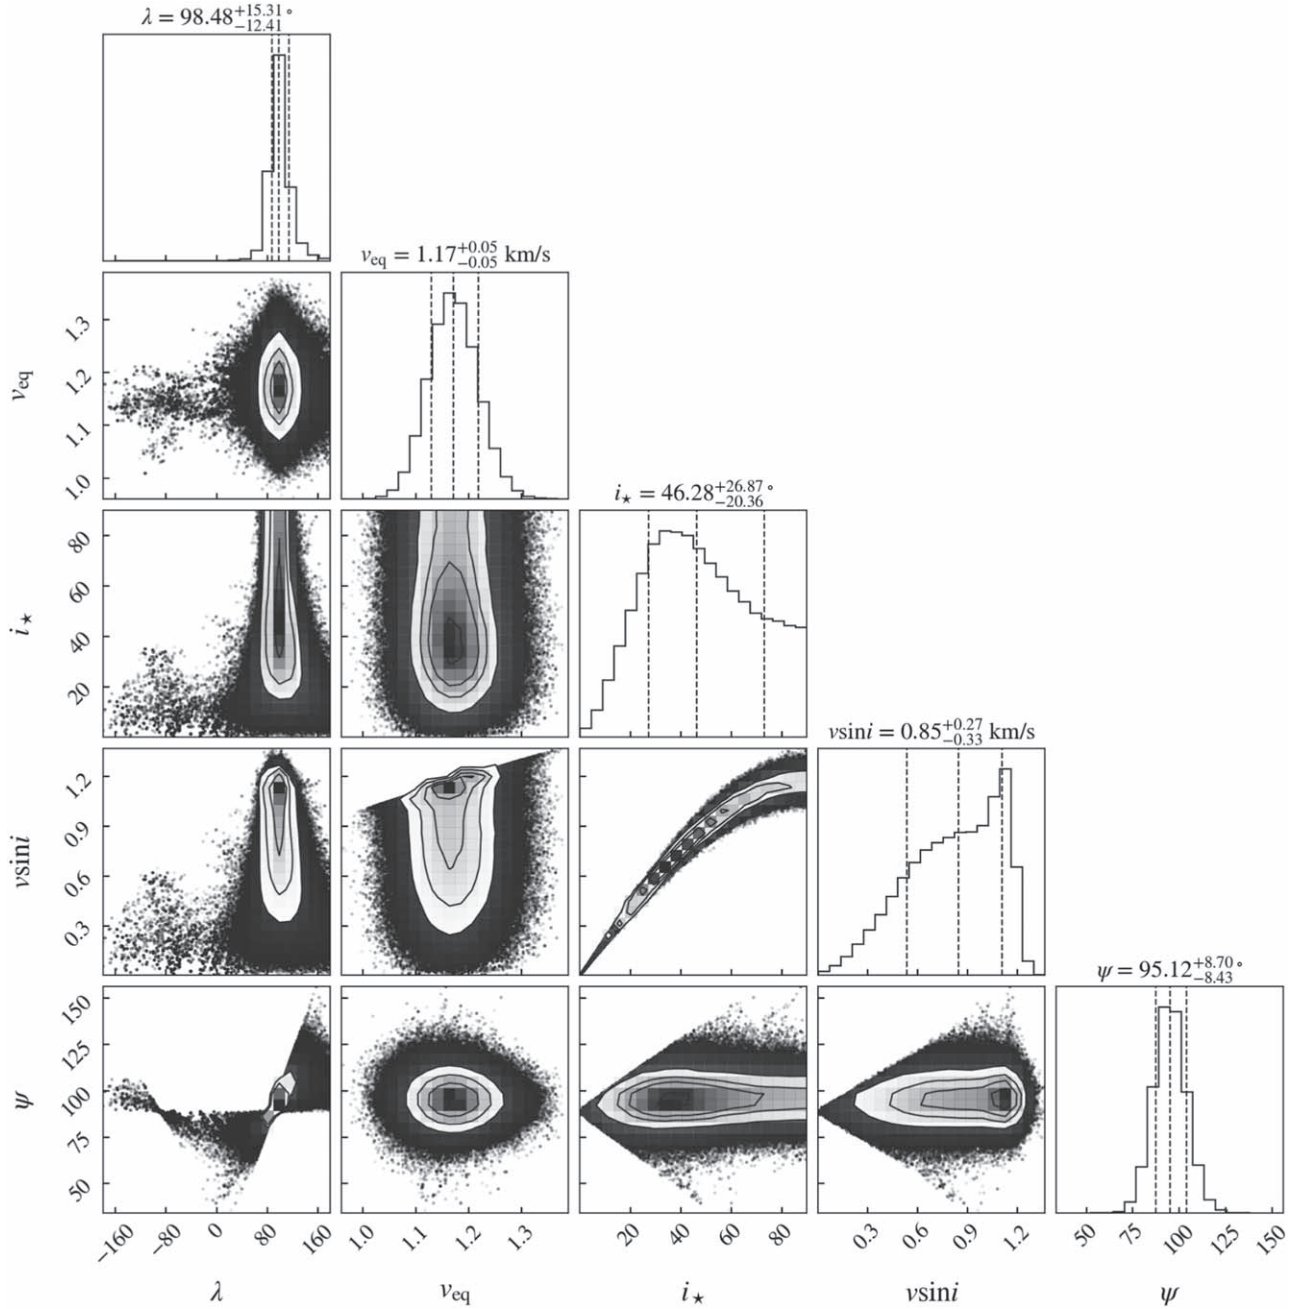 λ = 98.48^{+15.31}_{-12.41}°
v_eq = 1.17^{+0.05}_{-0.05} km/s
v_eq
1.3
1.2
1.1
1.0
i⋆ = 46.28^{+26.87}_{-20.36}°
i⋆
80
60
40
20
vsini = 0.85^{+0.27}_{-0.33} km/s
vsini
1.2
0.9
0.6
0.3
ψ = 95.12^{+8.70}_{-8.43}°
ψ
150
125
100
75
50
−160 −80 0 80 160
1.0 1.1 1.2 1.3
20 40 60 80
0.3 0.6 0.9 1.2
50 75 100 125 150
λ v_eq i⋆ vsini ψ